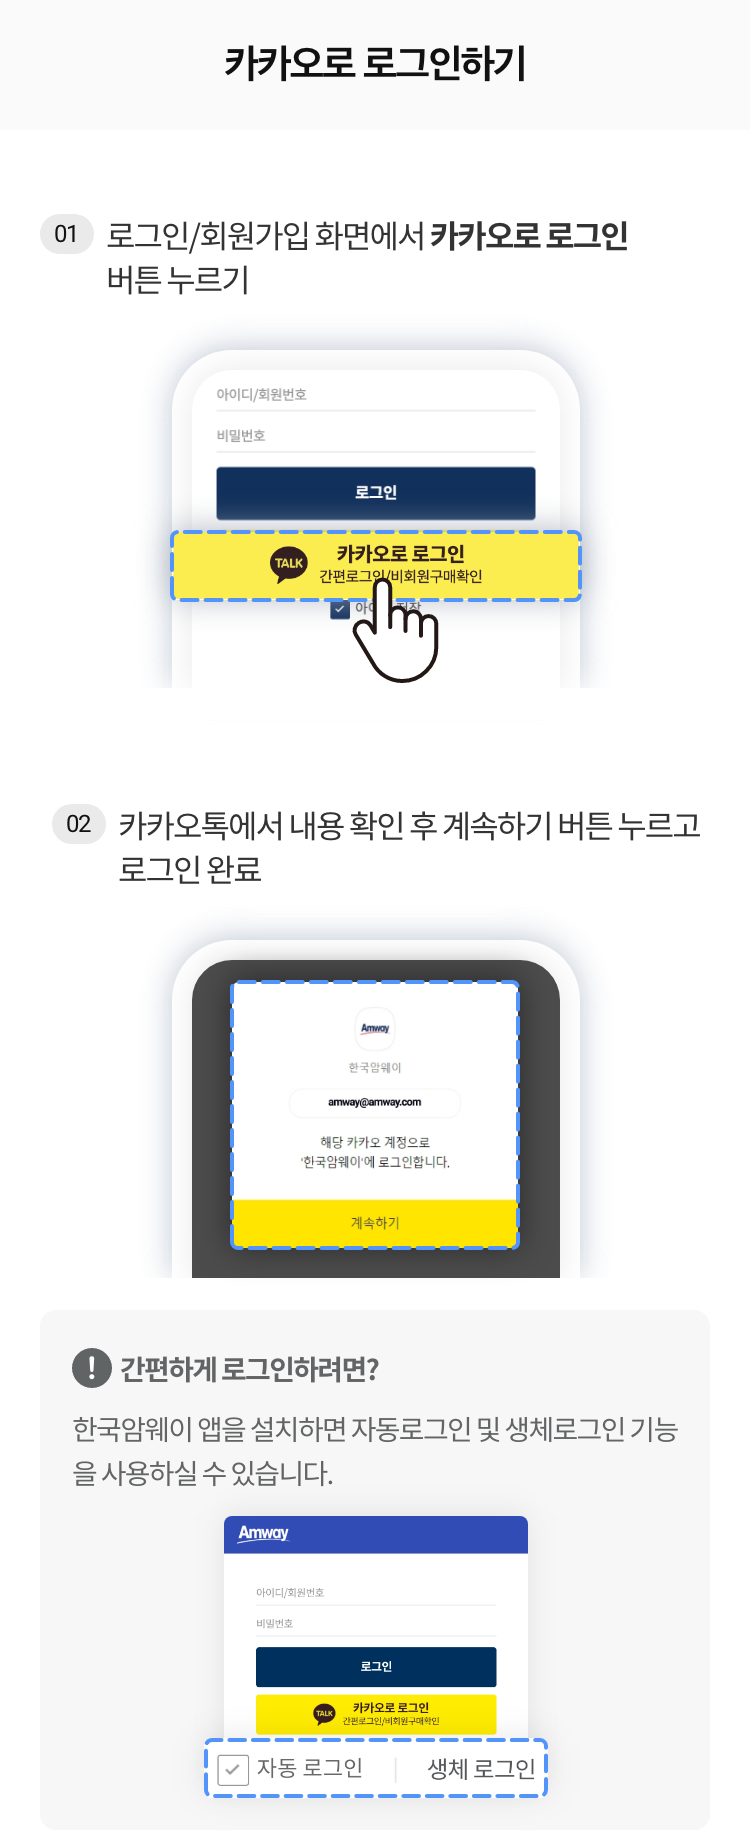 카카오로 로그인하기
01 로그인/회원가입 화면에서 카카오로 로그인
버튼 누르기
아이디/회원번호
비밀번호
로그인
TALK 카카오로 로그인
간편로그인/비회원구매확인
02 카카오톡에서 내용 확인 후 계속하기 버튼 누르고
로그인 완료
Amway
한국암웨이
amway@amway.com
해당 카카오 계정으로
'한국암웨이'에 로그인합니다.
계속하기
! 간편하게 로그인하려면?
한국암웨이 앱을 설치하면 자동로그인 및 생체로그인 기능
을 사용하실 수 있습니다.
Amway
아이디/회원번호
비밀번호
로그인
TALK 카카오로 로그인
간편로그인/비회원구매확인
자동 로그인 | 생체 로그인